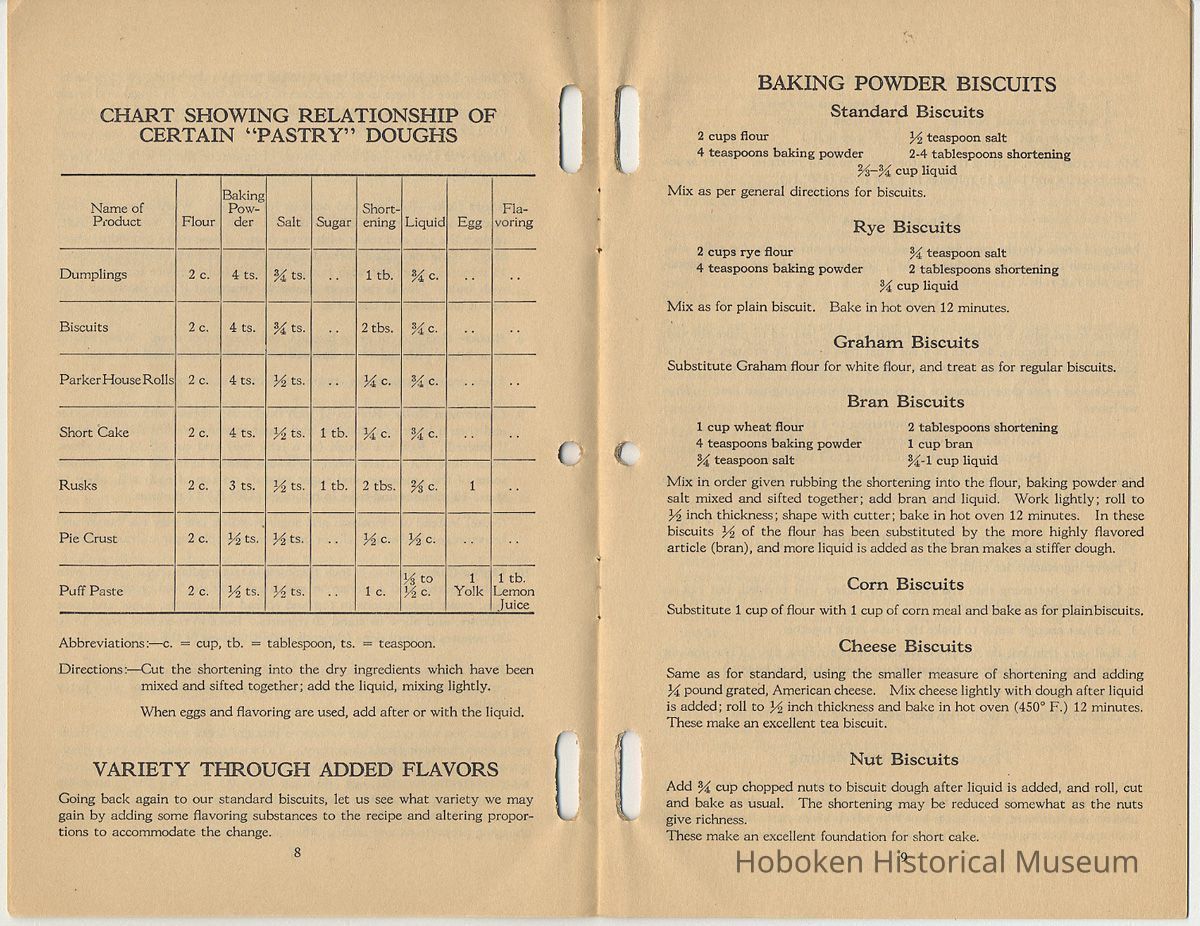 CHART SHOWING RELATIONSHIP OF
CERTAIN "PASTRY" DOUGHS
Name of Product | Flour | Baking Pow-der | Salt | Sugar | Short-ening | Liquid | Egg | Fla-voring
Dumplings | 2 c. | 4 ts. | ¾ ts. | .. | 1 tb. | ¾ c. | .. | ..
Biscuits | 2 c. | 4 ts. | ¾ ts. | .. | 2 tbs. | ¾ c. | .. | ..
Parker House Rolls | 2 c. | 4 ts. | ½ ts. | .. | ¼ c. | ¾ c. | .. | ..
Short Cake | 2 c. | 4 ts. | ½ ts. | 1 tb. | ¼ c. | ¾ c. | .. | ..
Rusks | 2 c. | 3 ts. | ½ ts. | 1 tb. | 2 tbs. | ⅔ c. | 1 | ..
Pie Crust | 2 c. | ½ ts. | ½ ts. | .. | ½ c. | ½ c. | .. | ..
Puff Paste | 2 c. | ½ ts. | ½ ts. | .. | 1 c. | ⅓ to ½ c. | 1 Yolk | 1 tb. Lemon Juice
Abbreviations:—c. = cup, tb. = tablespoon, ts. = teaspoon.
Directions:—Cut the shortening into the dry ingredients which have been
mixed and sifted together; add the liquid, mixing lightly.
When eggs and flavoring are used, add after or with the liquid.
VARIETY THROUGH ADDED FLAVORS
Going back again to our standard biscuits, let us see what variety we may
gain by adding some flavoring substances to the recipe and altering propor-
tions to accommodate the change.
8
BAKING POWDER BISCUITS
Standard Biscuits
2 cups flour ½ teaspoon salt
4 teaspoons baking powder 2-4 tablespoons shortening
⅔–¾ cup liquid
Mix as per general directions for biscuits.
Rye Biscuits
2 cups rye flour ¾ teaspoon salt
4 teaspoons baking powder 2 tablespoons shortening
¾ cup liquid
Mix as for plain biscuit. Bake in hot oven 12 minutes.
Graham Biscuits
Substitute Graham flour for white flour, and treat as for regular biscuits.
Bran Biscuits
1 cup wheat flour 2 tablespoons shortening
4 teaspoons baking powder 1 cup bran
¾ teaspoon salt ¾-1 cup liquid
Mix in order given rubbing the shortening into the flour, baking powder and
salt mixed and sifted together; add bran and liquid. Work lightly; roll to
½ inch thickness; shape with cutter; bake in hot oven 12 minutes. In these
biscuits ½ of the flour has been substituted by the more highly flavored
article (bran), and more liquid is added as the bran makes a stiffer dough.
Corn Biscuits
Substitute 1 cup of flour with 1 cup of corn meal and bake as for plain biscuits.
Cheese Biscuits
Same as for standard, using the smaller measure of shortening and adding
¼ pound grated, American cheese. Mix cheese lightly with dough after liquid
is added; roll to ½ inch thickness and bake in hot oven (450° F.) 12 minutes.
These make an excellent tea biscuit.
Nut Biscuits
Add ¾ cup chopped nuts to biscuit dough after liquid is added, and roll, cut
and bake as usual. The shortening may be reduced somewhat as the nuts
give richness.
These make an excellent foundation for short cake.
9
Hoboken Historical Museum